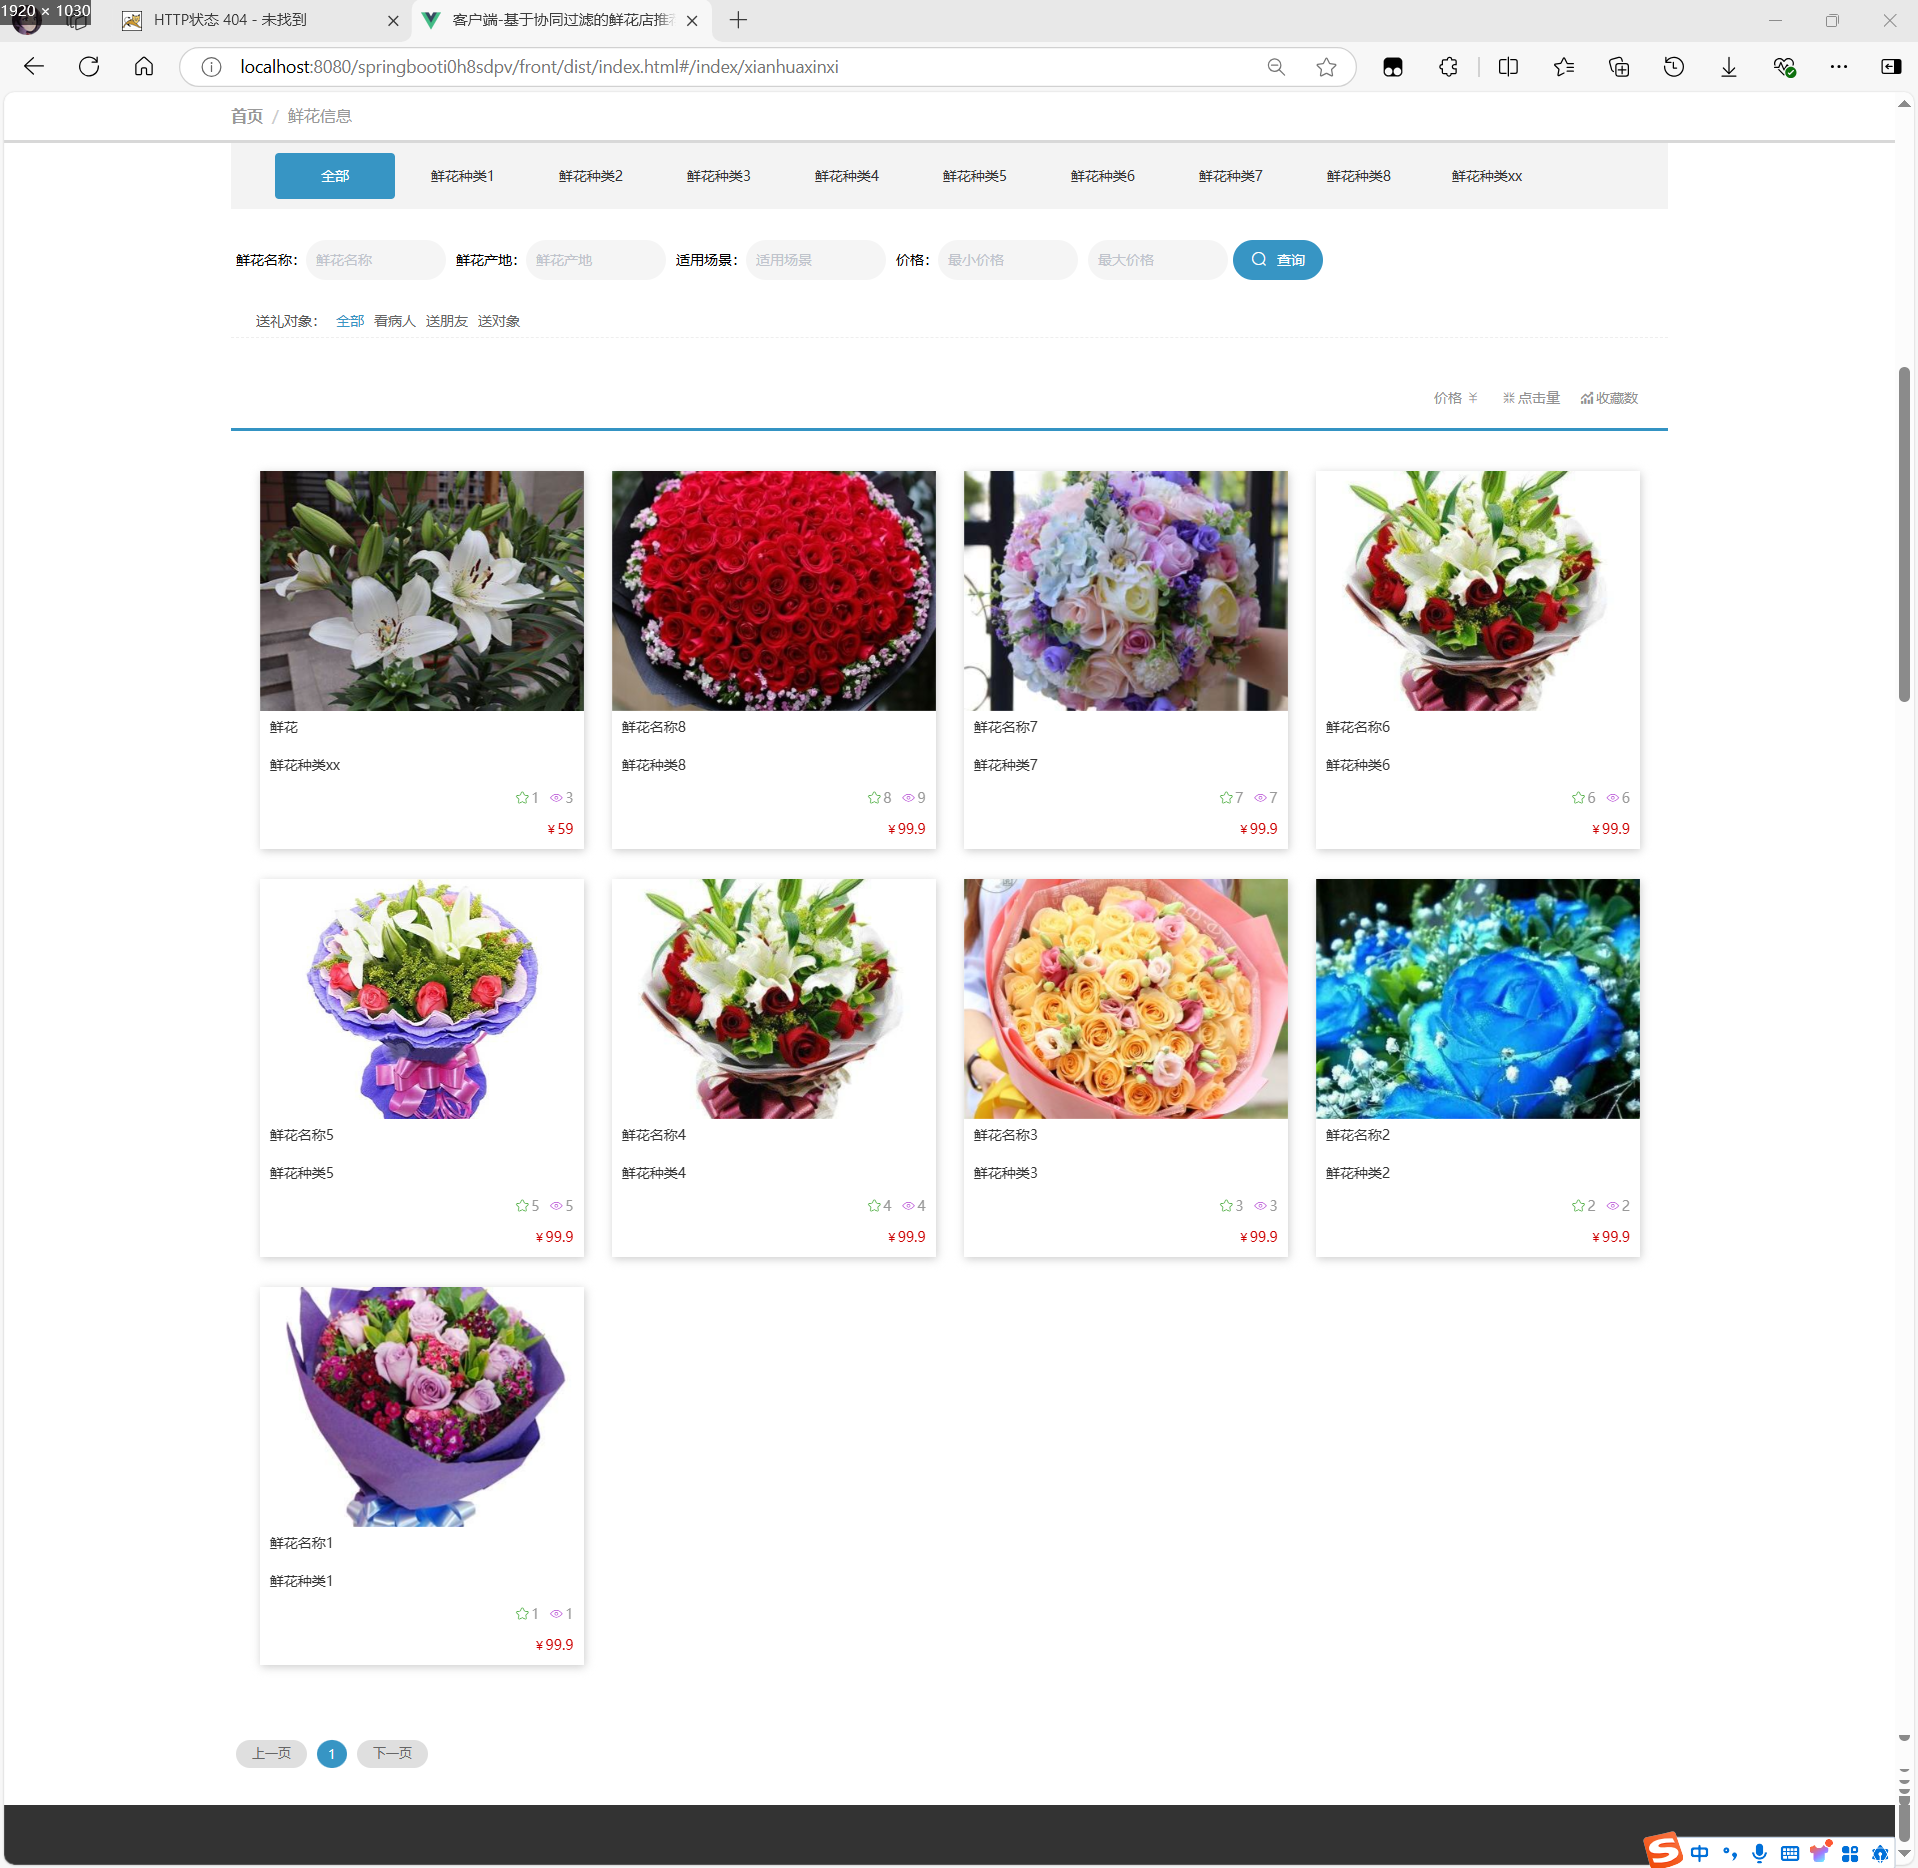 1920 × 1030
HTTP状态 404 - 未找到
客户端-基于协同过滤的鲜花店推荐
localhost:8080/springbooti0h8sdpv/front/dist/index.html#/index/xianhuaxinxi
首页 / 鲜花信息
全部 鲜花种类1 鲜花种类2 鲜花种类3 鲜花种类4 鲜花种类5 鲜花种类6 鲜花种类7 鲜花种类8 鲜花种类xx
鲜花名称： 鲜花名称 鲜花产地： 鲜花产地 适用场景： 适用场景 价格： 最小价格 最大价格 查询
送礼对象： 全部 看病人 送朋友 送对象
价格 ¥ 点击量 收藏数
鲜花
鲜花种类xx
1 3
¥59
鲜花名称8
鲜花种类8
8 9
¥99.9
鲜花名称7
鲜花种类7
7 7
¥99.9
鲜花名称6
鲜花种类6
6 6
¥99.9
鲜花名称5
鲜花种类5
5 5
¥99.9
鲜花名称4
鲜花种类4
4 4
¥99.9
鲜花名称3
鲜花种类3
3 3
¥99.9
鲜花名称2
鲜花种类2
2 2
¥99.9
鲜花名称1
鲜花种类1
1 1
¥99.9
上一页 1 下一页
S 中